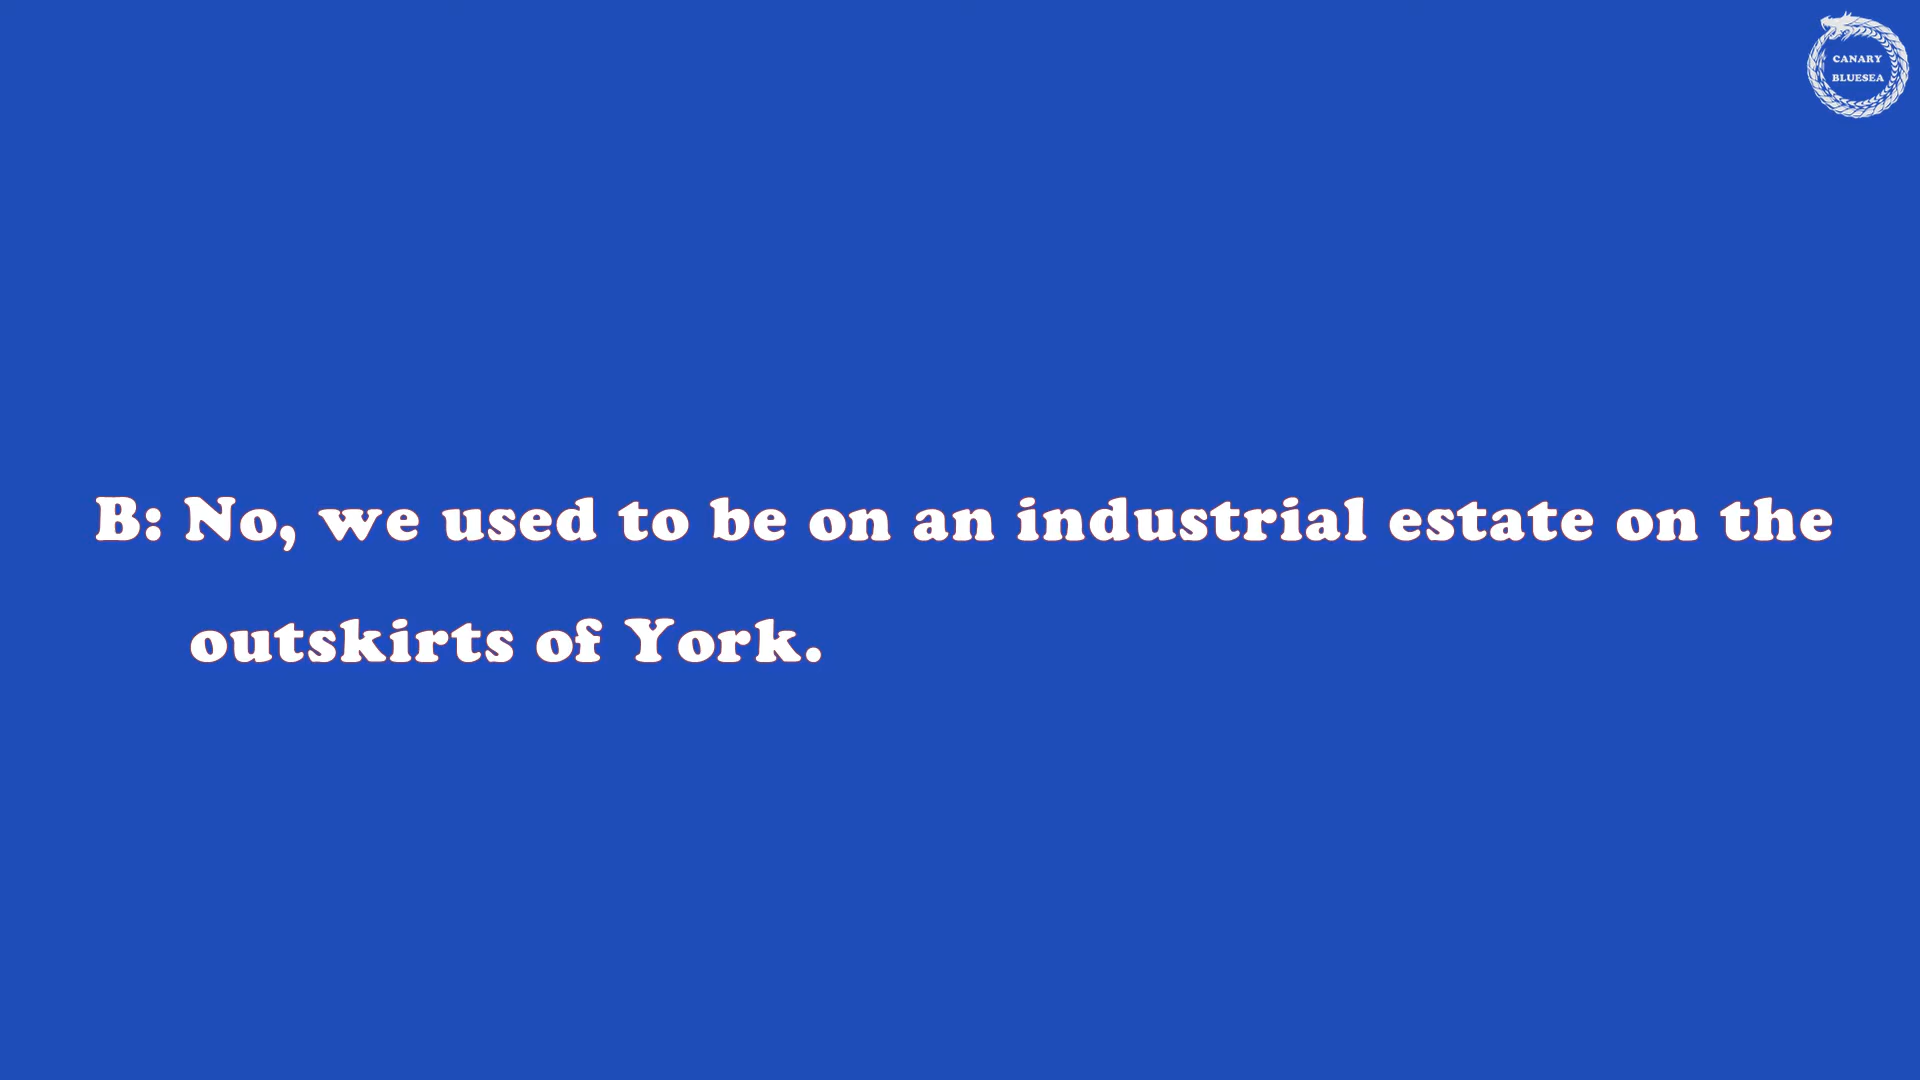 CANARY
BLUESEA
B: No, we used to be on an industrial estate on the
outskirts of York.